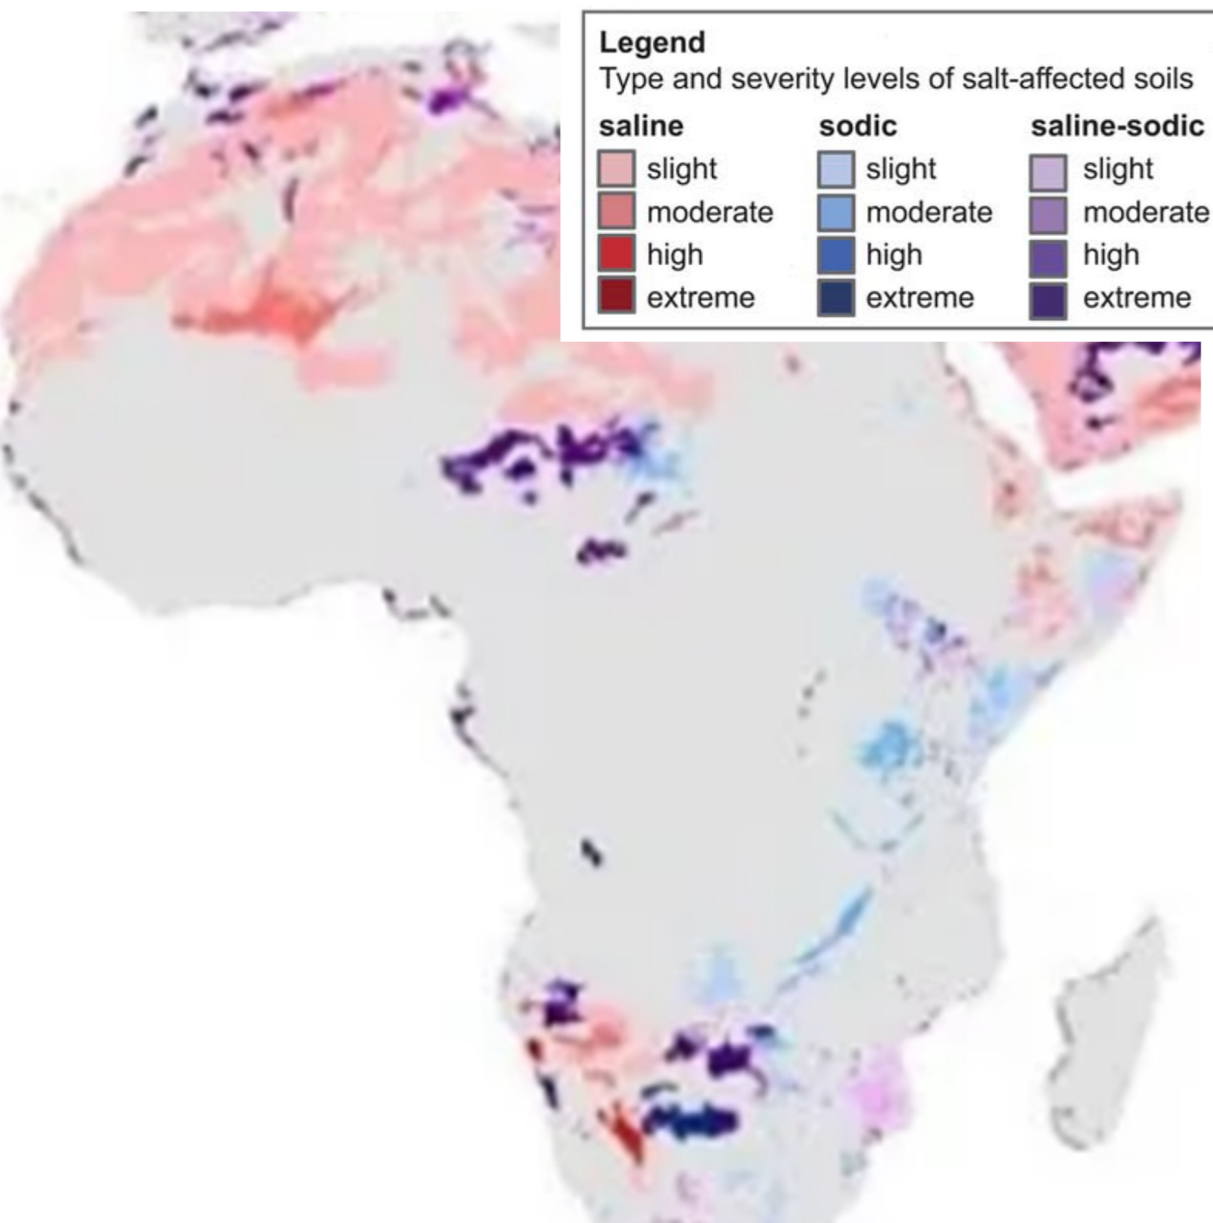 Legend
Type and severity levels of salt-affected soils
saline sodic saline-sodic
slight slight slight
moderate moderate moderate
high high high
extreme extreme extreme